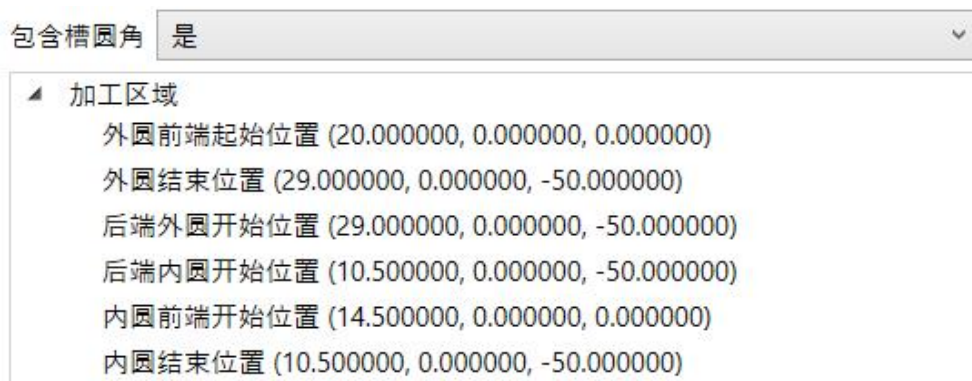 包含槽圆角 是
加工区域
外圆前端起始位置 (20.000000, 0.000000, 0.000000)
外圆结束位置 (29.000000, 0.000000, -50.000000)
后端外圆开始位置 (29.000000, 0.000000, -50.000000)
后端内圆开始位置 (10.500000, 0.000000, -50.000000)
内圆前端开始位置 (14.500000, 0.000000, 0.000000)
内圆结束位置 (10.500000, 0.000000, -50.000000)